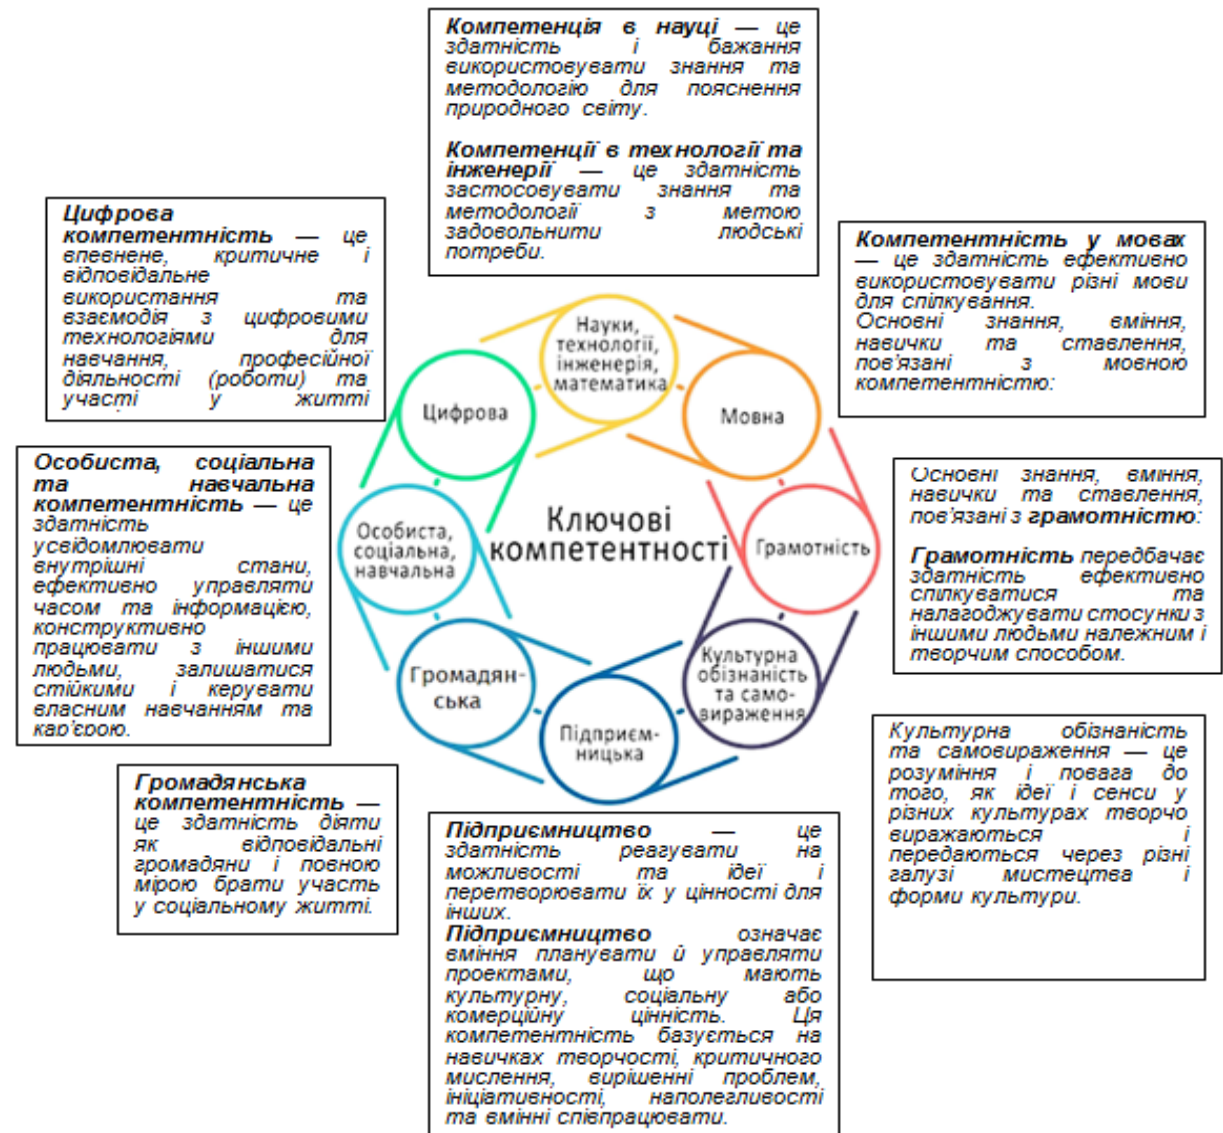 Компетенція в науці — це
здатність і бажання
використовувати знання та
методологію для пояснення
природного світу.
Компетенції в технології та
інженерії — це здатність
застосовувати знання та
методології з метою
задовольнити людські
потреби.
Цифрова
компетентність — це
впевнене, критичне і
відповідальне
використання та
взаємодія з цифровими
технологіями для
навчання, професійної
діяльності (роботи) та
участі у житті
Компетентність у мовах
— це здатність ефективно
використовувати різні мови
для спілкування.
Основні знання, вміння,
навички та ставлення,
пов'язані з мовною
компетентністю:
Науки,
технології,
інженерія,
математика
Цифрова
Мовна
Особиста, соціальна
та навчальна
компетентність — це
здатність
усвідомлювати
внутрішні стани,
ефективно управляти
часом та інформацією,
конструктивно
працювати з іншими
людьми, залишатися
стійкими і керувати
власним навчанням та
кар'єрою.
Особиста,
соціальна,
навчальна
Ключові
компетентності
Грамотність
Основні знання, вміння,
навички та ставлення,
пов'язані з грамотністю:
Грамотність передбачає
здатність ефективно
спілкуватися та
налагоджувати стосунки з
іншими людьми належним і
творчим способом.
Громадян-
ська
Підприєм-
ницька
Культурна
обізнаність
та само-
вираження
Громадянська
компетентність —
це здатність діяти
як відповідальні
громадяни і повною
мірою брати участь
у соціальному житті.
Підприємництво — це
здатність реагувати на
можливості та ідеї і
перетворювати їх у цінності для
інших.
Підприємництво означає
вміння планувати й управляти
проектами, що мають
культурну, соціальну або
комерційну цінність. Ця
компетентність базується на
навичках творчості, критичного
мислення, вирішенні проблем,
ініціативності, наполегливості
та вмінні співпрацювати.
Культурна обізнаність
та самовираження — це
розуміння і повага до
того, як ідеї і сенси у
різних культурах творчо
виражаються і
передаються через різні
галузі мистецтва і
форми культури.